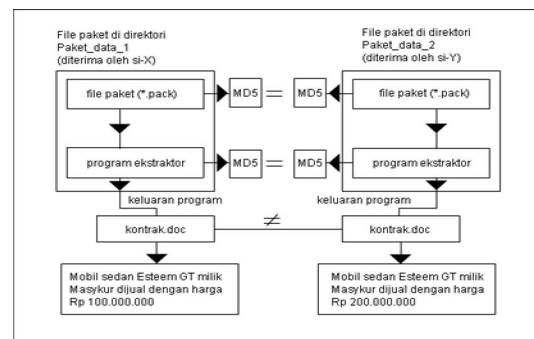 File paket di direktori
Paket_data_1
(diterima oleh si-X)
File paket di direktori
Paket_data_2
(diterima oleh si-Y)
file paket (*.pack)
MD5
=
MD5
file paket (*.pack)
program ekstraktor
MD5
=
MD5
program ekstraktor
keluaran program
keluaran program
kontrak.doc
≠
kontrak.doc
Mobil sedan Esteem GT milik
Masykur dijual dengan harga
Rp 100.000.000
Mobil sedan Esteem GT milik
Masykur dijual dengan harga
Rp 200.000.000